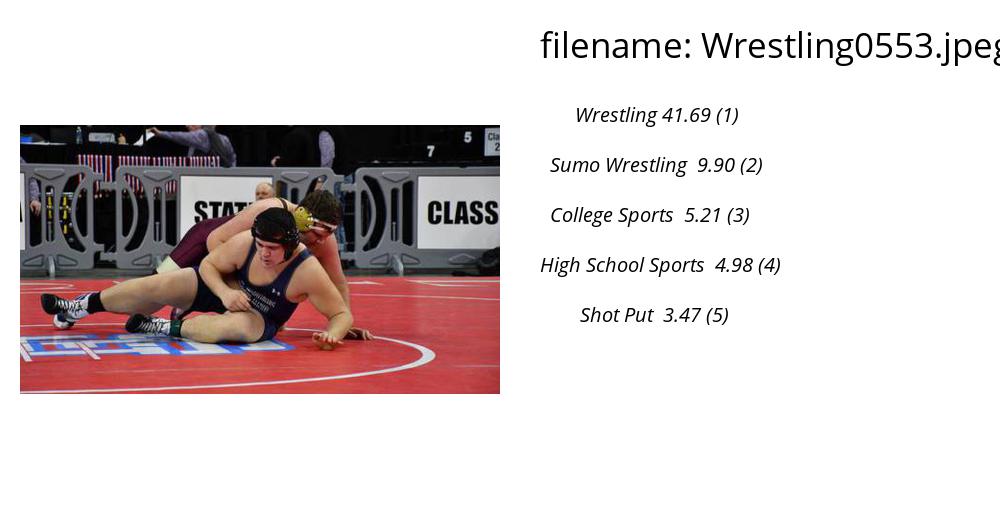 filename: Wrestling0553.jpeg
Wrestling 41.69 (1)
Sumo Wrestling 9.90 (2)
College Sports 5.21 (3)
High School Sports 4.98 (4)
Shot Put 3.47 (5)
5
7
2
STAT
CLASS